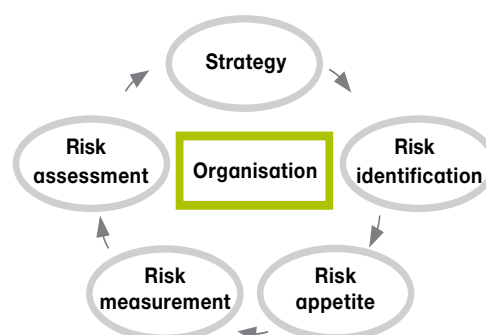 Strategy
Risk
assessment
Organisation
Risk
identification
Risk
measurement
Risk
appetite